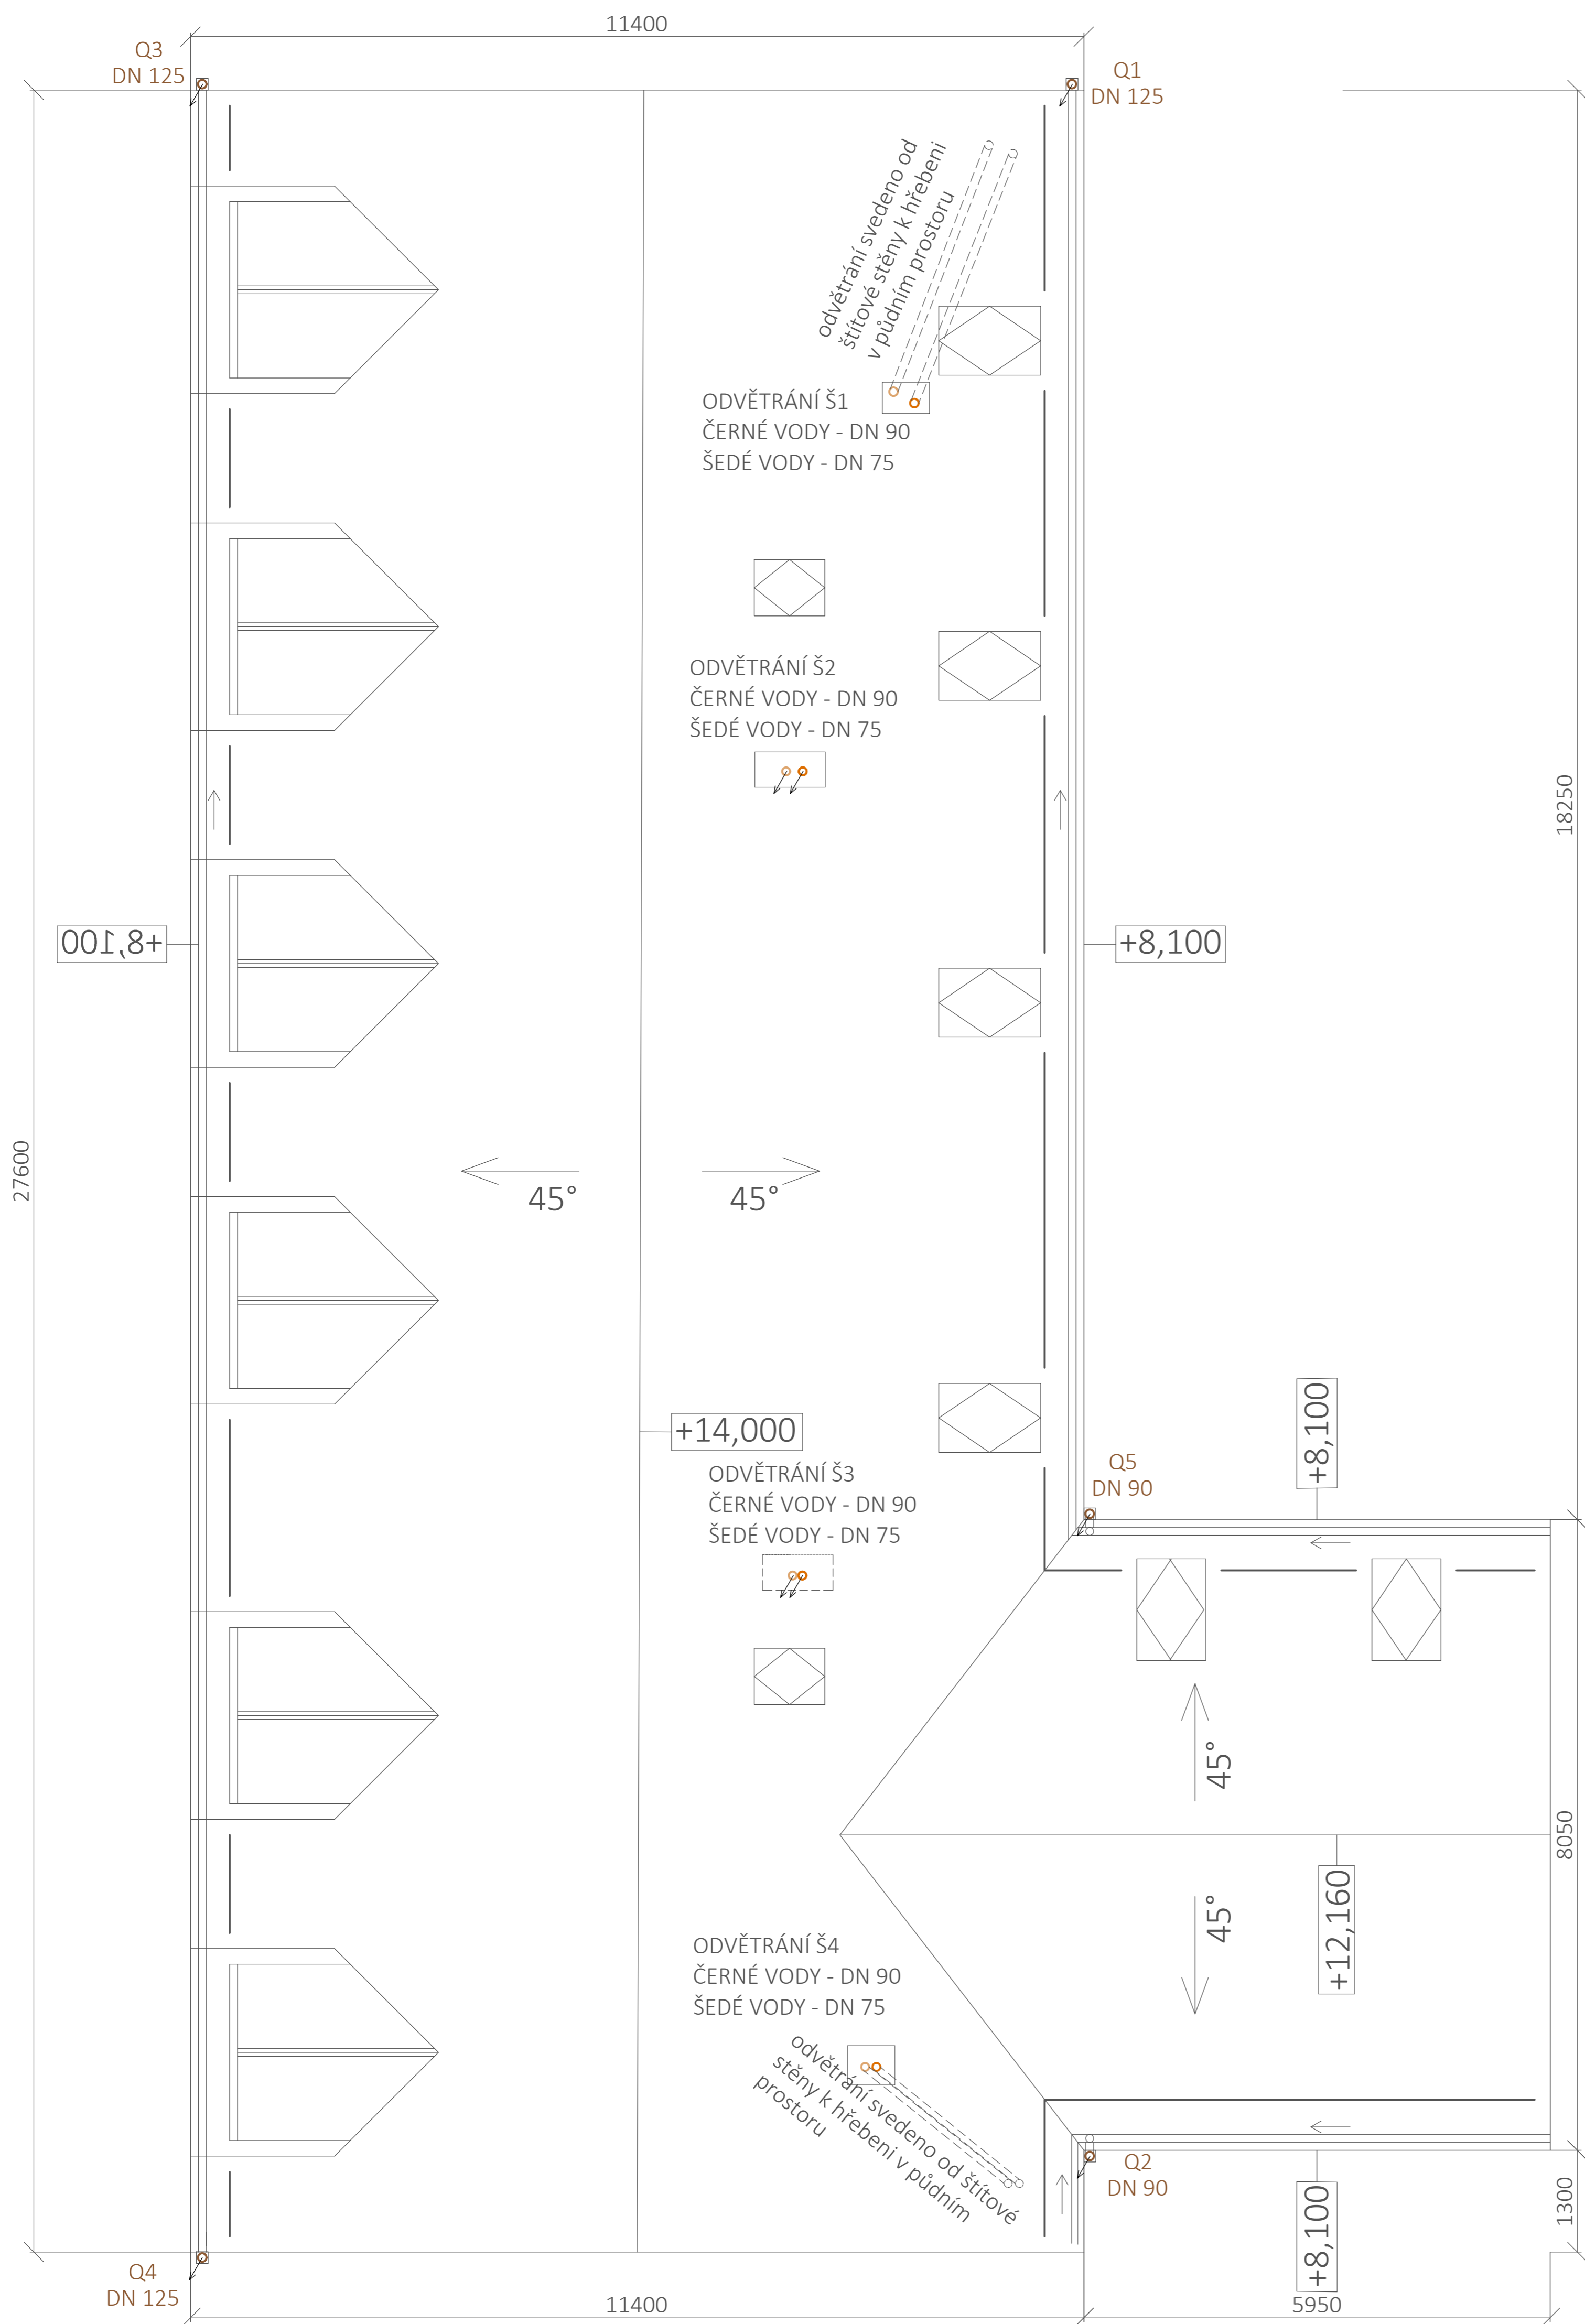 11400
Q3
DN 125
Q1
DN 125
odvětrání svedeno od
štítové stěny k hřebeni
v půdním prostoru
ODVĚTRÁNÍ Š1
ČERNÉ VODY - DN 90
ŠEDÉ VODY - DN 75
ODVĚTRÁNÍ Š2
ČERNÉ VODY - DN 90
ŠEDÉ VODY - DN 75
18250
+8,100
+8,100
27600
45°
45°
+14,000
+8,100
Q5
DN 90
ODVĚTRÁNÍ Š3
ČERNÉ VODY - DN 90
ŠEDÉ VODY - DN 75
45°
8050
45°
+12,160
ODVĚTRÁNÍ Š4
ČERNÉ VODY - DN 90
ŠEDÉ VODY - DN 75
odvětrání svedeno od štítové
stěny k hřebeni v půdním
prostoru
Q2
DN 90
1300
+8,100
Q4
DN 125
11400
5950